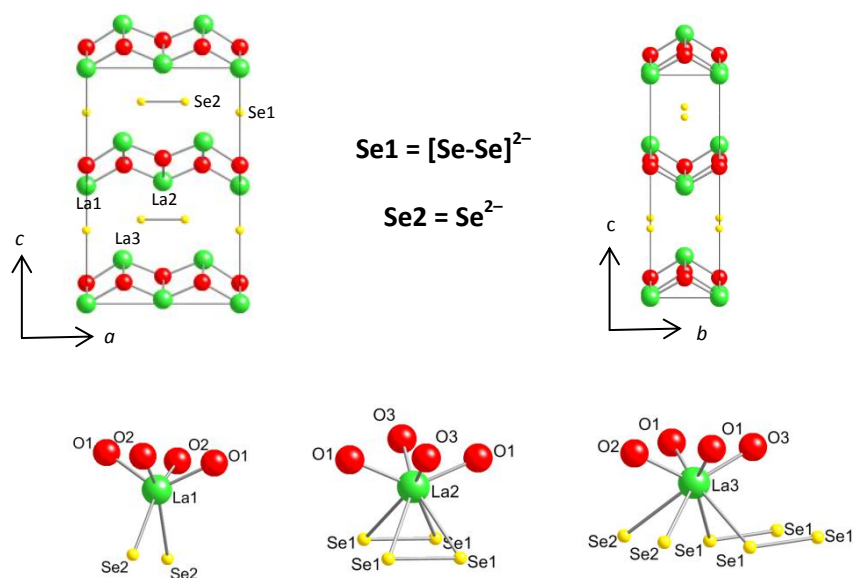 Se2
Se1
Se1 = [Se-Se]²⁻
Se2 = Se²⁻
La1
La2
La3
c
a
c
b
O1
O2
O2
O1
La1
Se2
Se2
O3
O1
O3
O1
La2
Se1
Se1
Se1
Se1
O1
O2
O1
O3
La3
Se2
Se2
Se1
Se1
Se1
Se1